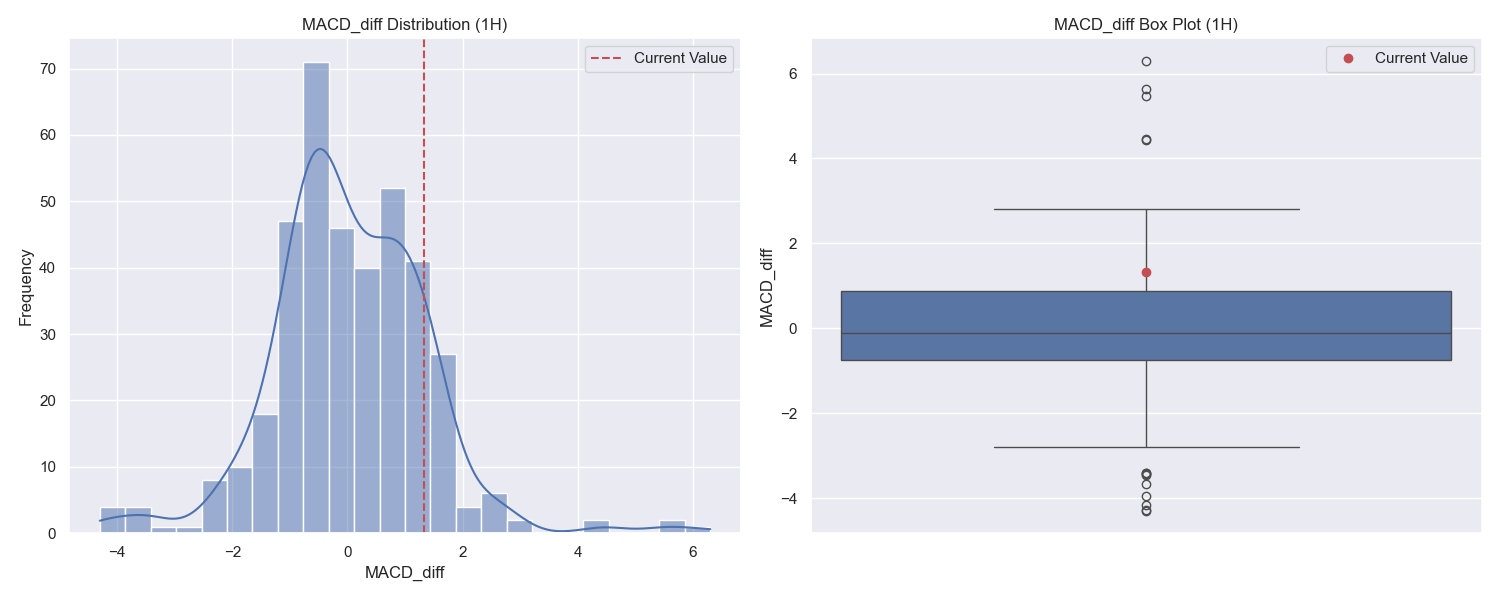 MACD_diff Distribution (1H)
Current Value
Frequency
70
60
50
40
30
20
10
0
−4
−2
0
2
4
6
MACD_diff
MACD_diff Box Plot (1H)
Current Value
MACD_diff
6
4
2
0
−2
−4